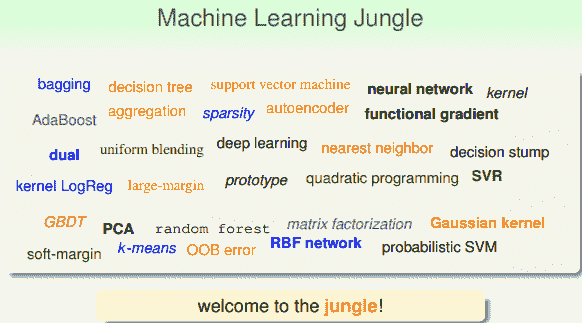 Machine Learning Jungle
bagging decision tree support vector machine neural network kernel
AdaBoost aggregation sparsity autoencoder functional gradient
dual uniform blending deep learning nearest neighbor decision stump
kernel LogReg large-margin prototype quadratic programming SVR
GBDT PCA random forest matrix factorization Gaussian kernel
soft-margin k-means OOB error RBF network probabilistic SVM
welcome to the jungle!